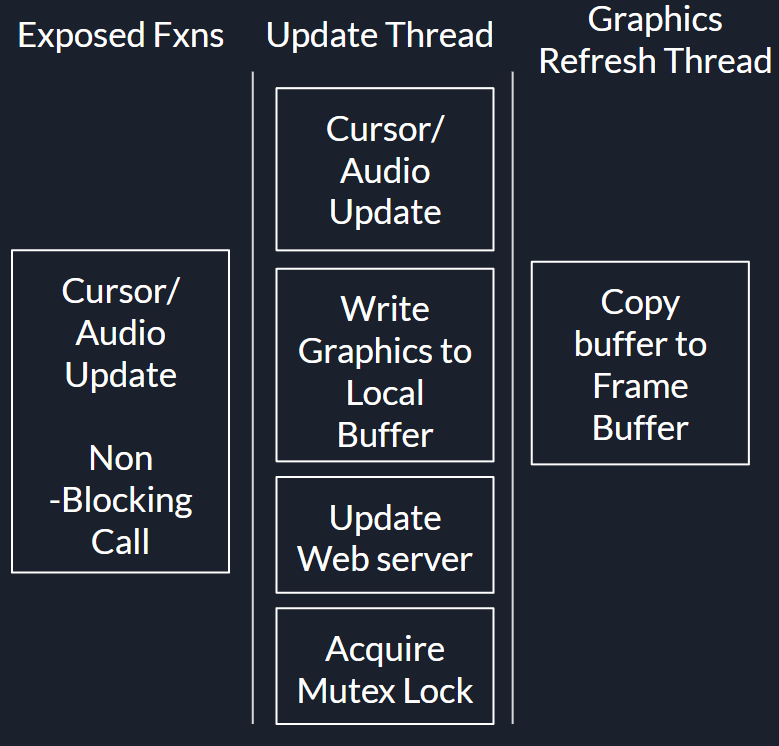 Exposed Fxns
Update Thread
Graphics
Refresh Thread
Cursor/
Audio
Update
Non
-Blocking
Call
Cursor/
Audio
Update
Write
Graphics to
Local
Buffer
Update
Web server
Acquire
Mutex Lock
Copy
buffer to
Frame
Buffer